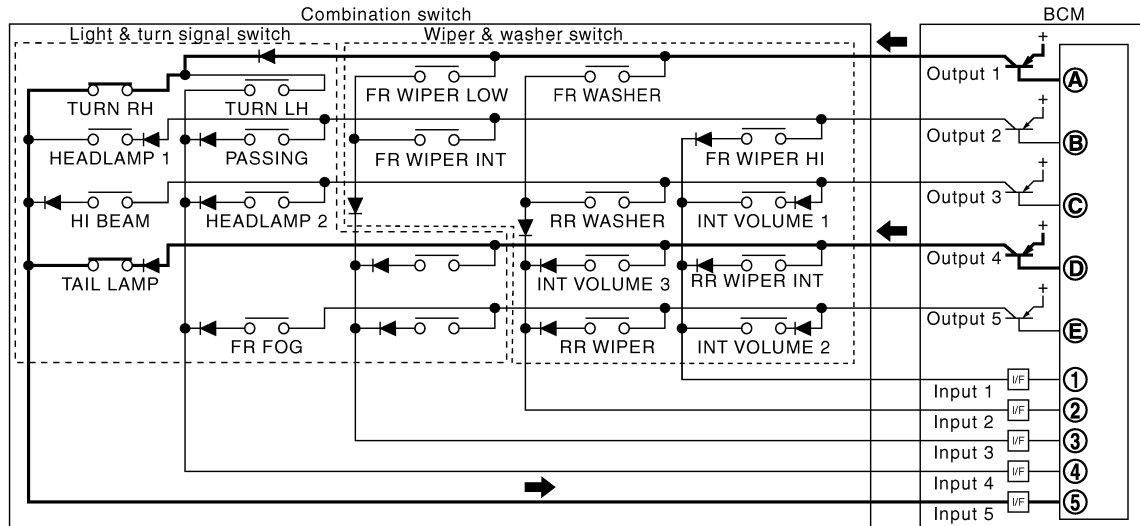 Combination switch
BCM
Light & turn signal switch
Wiper & washer switch
+
Output 1
A
TURN RH
TURN LH
FR WIPER LOW
FR WASHER
+
Output 2
B
HEADLAMP 1
PASSING
FR WIPER INT
FR WIPER HI
+
Output 3
C
HI BEAM
HEADLAMP 2
RR WASHER
INT VOLUME 1
+
Output 4
D
TAIL LAMP
INT VOLUME 3
RR WIPER INT
+
Output 5
E
FR FOG
RR WIPER
INT VOLUME 2
Input 1
I/F
1
Input 2
I/F
2
Input 3
I/F
3
Input 4
I/F
4
Input 5
I/F
5